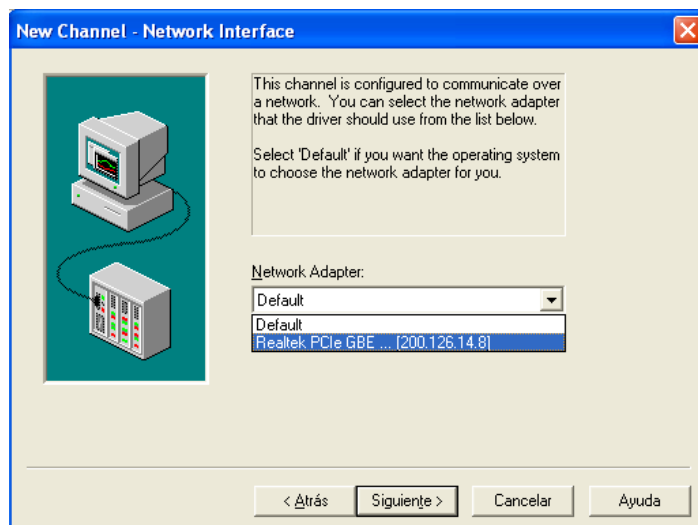 New Channel - Network Interface
This channel is configured to communicate over
a network. You can select the network adapter
that the driver should use from the list below.
Select 'Default' if you want the operating system
to choose the network adapter for you.
Network Adapter:
Default
Default
Realtek PCIe GBE ... [200.126.14.8]
< Atrás Siguiente > Cancelar Ayuda